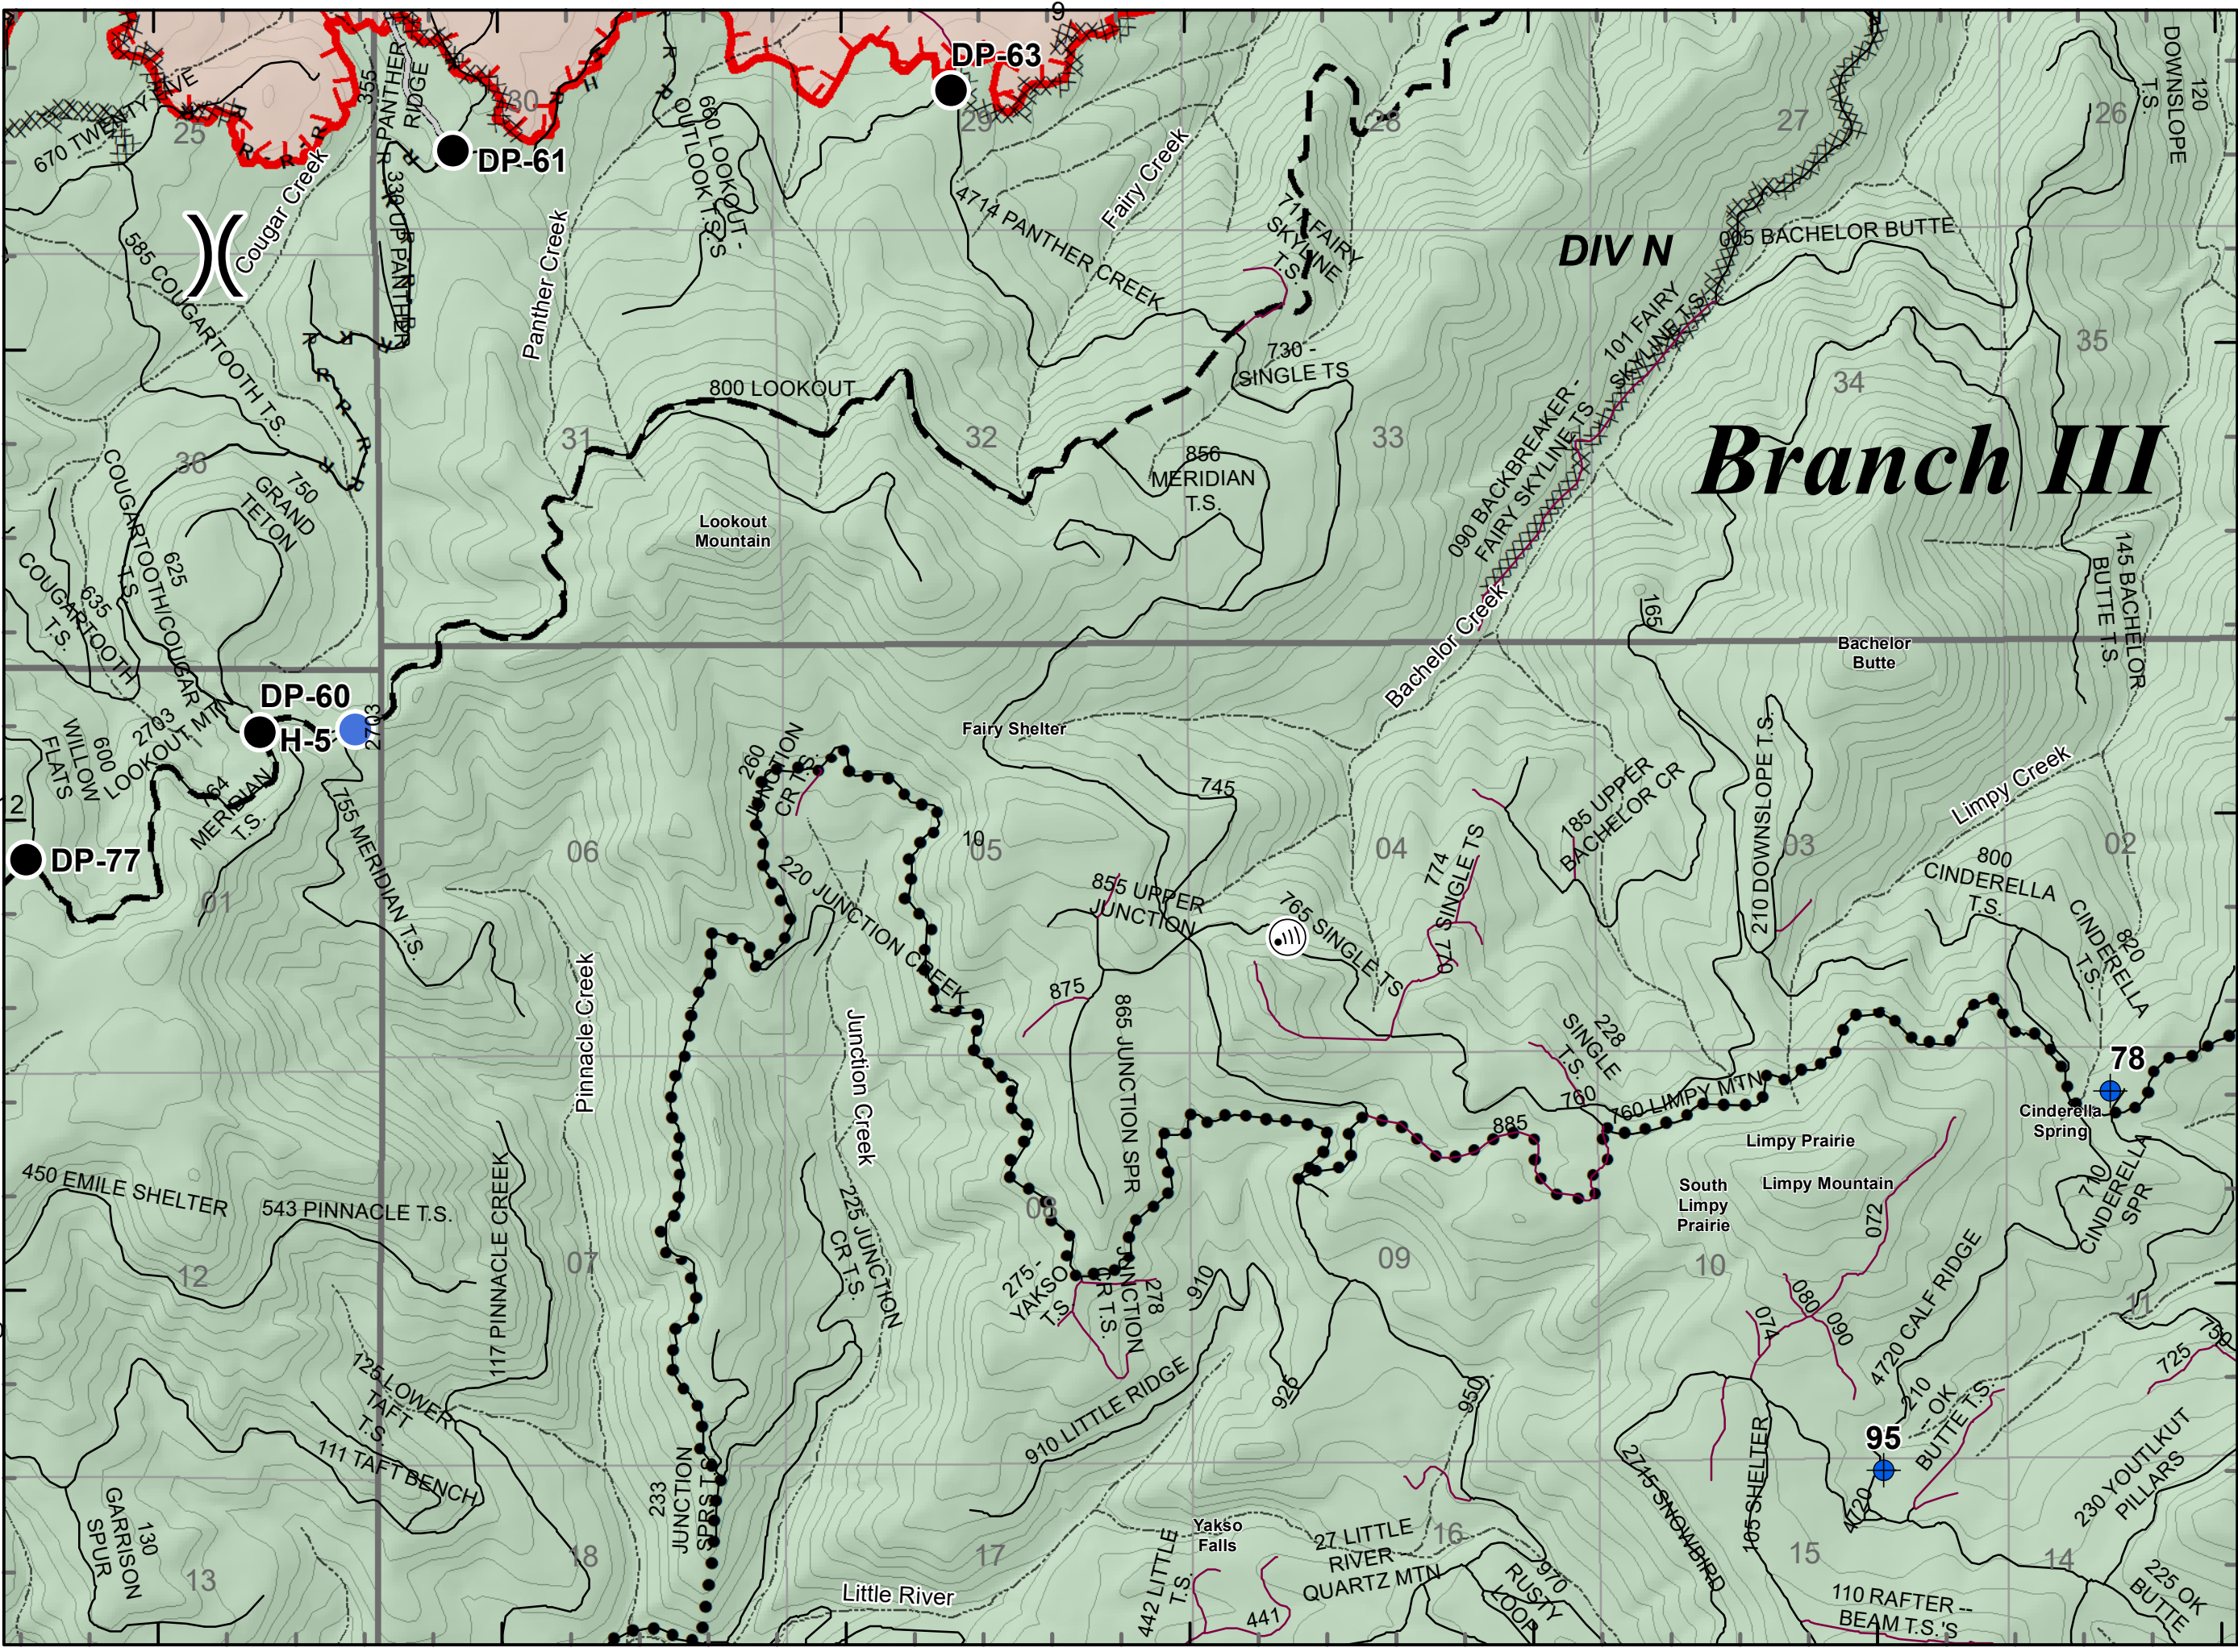 9
DP-63
DP-61
670 TWENTY-FIVE
25
30
29
28
27
26
355
PANTHER
RIDGE
330 UP PANTHER
R
H
660 LOOKOUT -
OUTLOOK T.S.'S
120
DOWNSLOPE
T.S.
Cougar Creek
)(
Panther Creek
Fairy Creek
4714 PANTHER CREEK
711 FAIRY
SKYLINE
T.S.
DIV N
005 BACHELOR BUTTE
585 COUGARTOOTH T.S.
101 FAIRY
SKYLINE T.S.
730 -
SINGLE TS
35
34
800 LOOKOUT
090 BACKBREAKER -
FAIRY SKYLINE TS
Branch III
31
32
33
36
856
MERIDIAN
T.S.
750
GRAND
TETON
Lookout
Mountain
625
COUGARTOOTH/COUGAR
T.S.
635
COUGARTOOTH
T.S.
145 BACHELOR
BUTTE T.S.
165
Bachelor Creek
Bachelor
Butte
DP-60
H-5
2703
2703
LOOKOUT MTN
600
WILLOW
FLATS
764
MERIDIAN
T.S.
Fairy Shelter
260
JUNCTION
CR T.S.
755 MERIDIAN T.S.
745
185 UPPER
BACHELOR CR
210 DOWNSLOPE T.S.
Limpy Creek
12
DP-77
06
10
05
04
03
02
01
220 JUNCTION CREEK
855 UPPER
JUNCTION
765 SINGLE TS
774
SINGLE TS
770
800
CINDERELLA
T.S.
820
CINDERELLA
T.S.
875
865 JUNCTION SPR
Pinnacle Creek
Junction Creek
228
SINGLE
T.S.
78
760
760 LIMPY MTN
885
Cinderella
Spring
Limpy Prairie
South
Limpy
Prairie
Limpy Mountain
450 EMILE SHELTER
543 PINNACLE T.S.
117 PINNACLE CREEK
225 JUNCTION
CR T.S.
08
072
710
CINDERELLA
SPR
12
07
09
10
11
275 -
YAKSO
T.S.
278
JUNCTION
CR T.S.
910
080
074
090
4720 CALF RIDGE
750
725
125 LOWER
TAFT
T.S.
111 TAFT BENCH
910 LITTLE RIDGE
926
950
210
- OK
BUTTE T.S.
95
4720
230 YOUTLKUT
PILLARS
130
GARRISON
SPUR
233
JUNCTION
SPRS T.S.
2715 SNOWBIRD
105 SHELTER
Yakso
Falls
27 LITTLE
RIVER -
QUARTZ MTN
16
13
18
17
15
14
Little River
442 LITTLE
T.S.
441
970
RUSTY
LOOP
110 RAFTER --
BEAM T.S.'S
225 OK
BUTTE